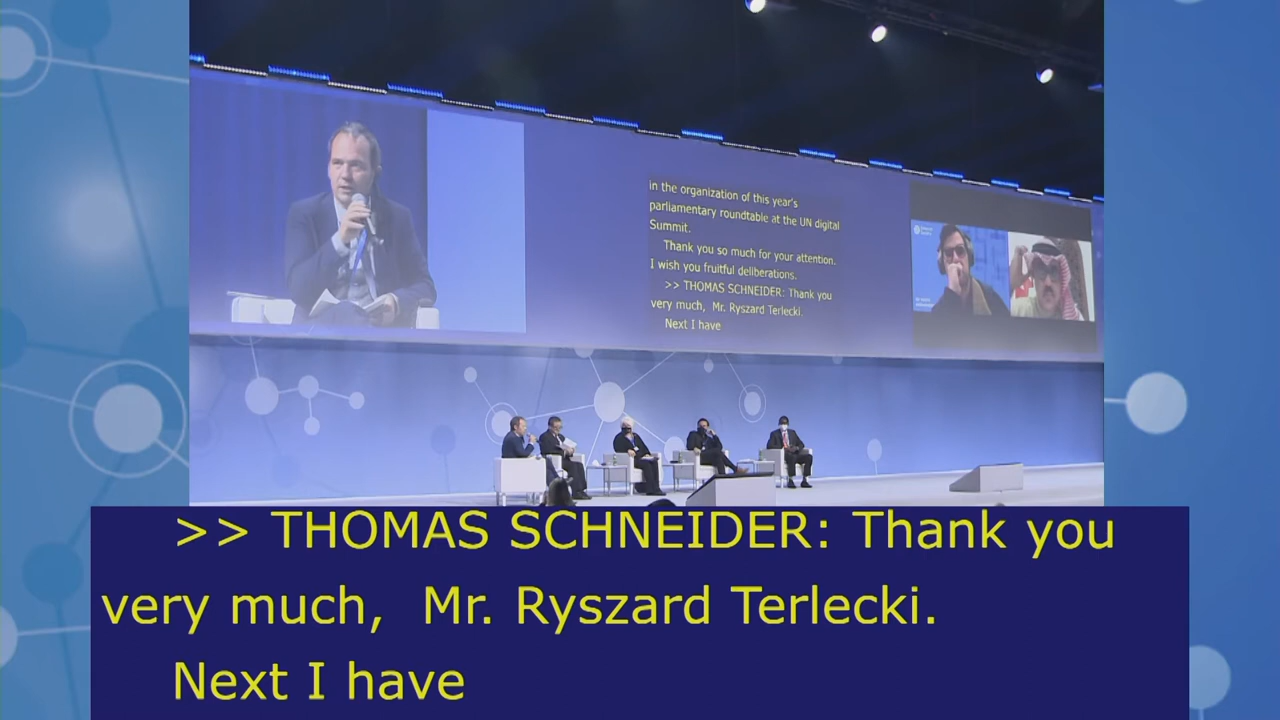 in the organization of this year's
parliamentary roundtable at the UN digital
Summit.
Thank you so much for your attention.
I wish you fruitful deliberations.
>> THOMAS SCHNEIDER: Thank you
very much, Mr. Ryszard Terlecki.
Next I have
>> THOMAS SCHNEIDER: Thank you
very much, Mr. Ryszard Terlecki.
Next I have